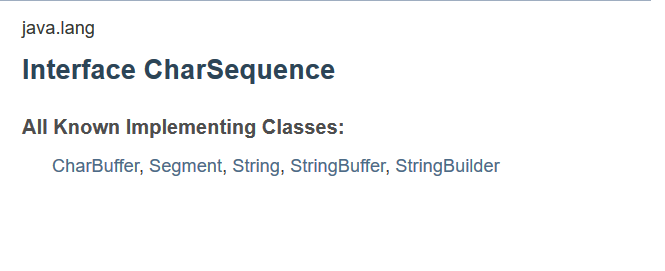 java.lang
Interface CharSequence
All Known Implementing Classes:
CharBuffer, Segment, String, StringBuffer, StringBuilder